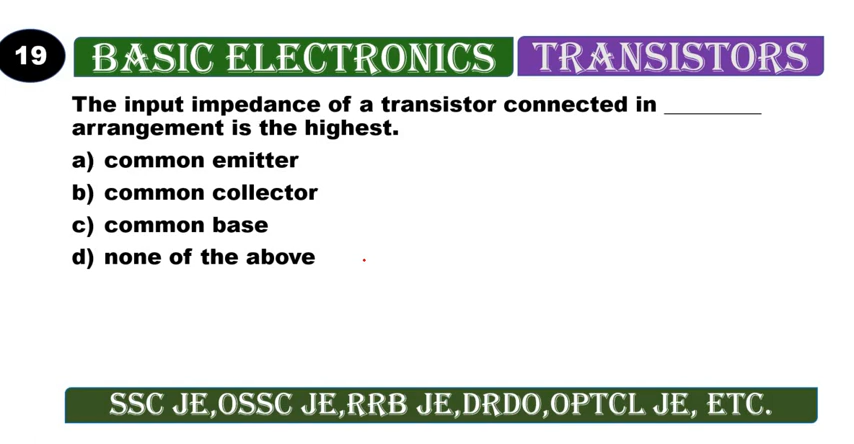 19
BASIC ELECTRONICS
TRANSISTORS
The input impedance of a transistor connected in _________
arrangement is the highest.
a) common emitter
b) common collector
c) common base
d) none of the above
SSC JE,OSSC JE,RRB JE,DRDO,OPTCL JE, ETC.